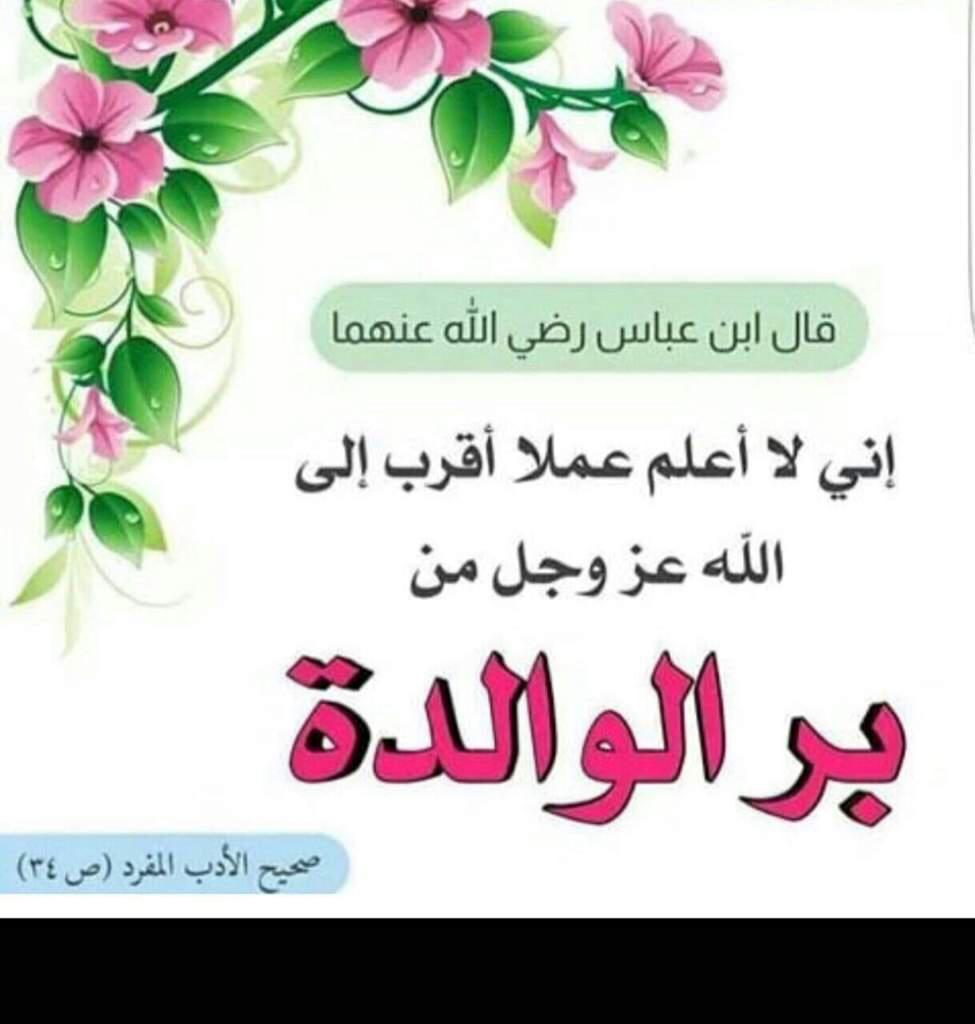 قال ابن عباس رضي الله عنهما
إني لا أعلم عملا أقرب إلى
الله عز وجل من
بر الوالدة
صحيح الأدب المفرد (ص ٣٤)